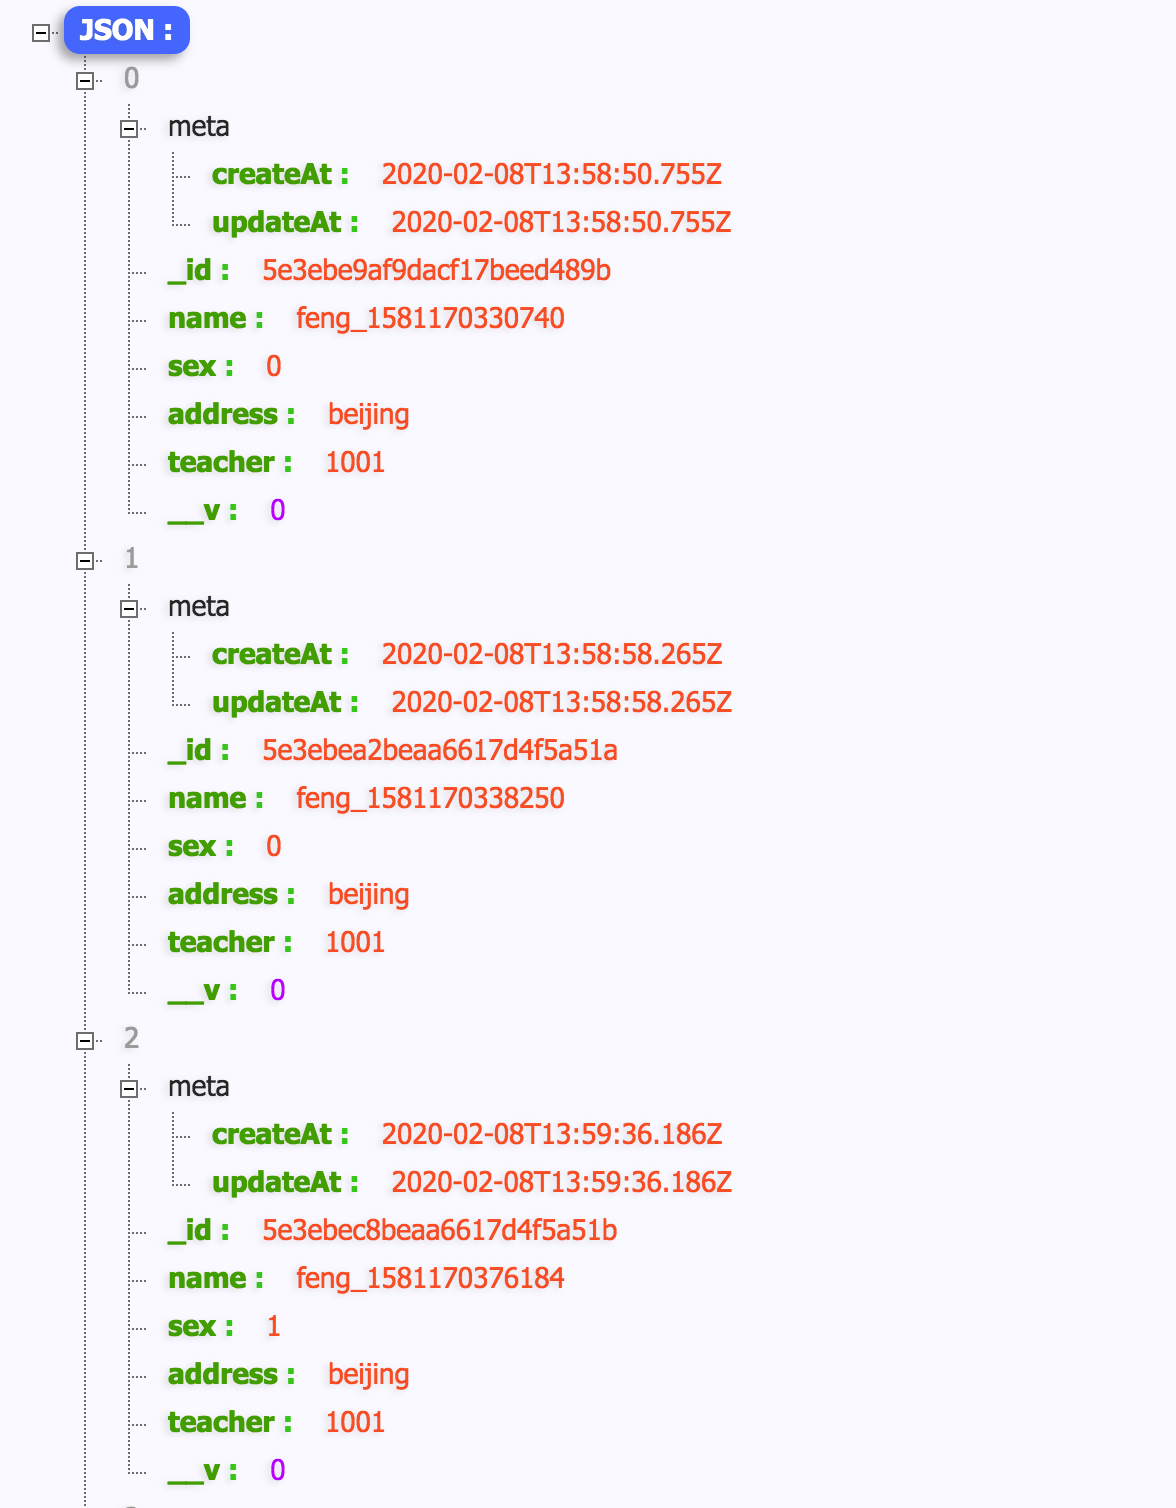 JSON :
0
meta
createAt : 2020-02-08T13:58:50.755Z
updateAt : 2020-02-08T13:58:50.755Z
_id : 5e3ebe9af9dacf17beed489b
name : feng_1581170330740
sex : 0
address : beijing
teacher : 1001
__v : 0
1
meta
createAt : 2020-02-08T13:58:58.265Z
updateAt : 2020-02-08T13:58:58.265Z
_id : 5e3ebea2beaa6617d4f5a51a
name : feng_1581170338250
sex : 0
address : beijing
teacher : 1001
__v : 0
2
meta
createAt : 2020-02-08T13:59:36.186Z
updateAt : 2020-02-08T13:59:36.186Z
_id : 5e3ebec8beaa6617d4f5a51b
name : feng_1581170376184
sex : 1
address : beijing
teacher : 1001
__v : 0